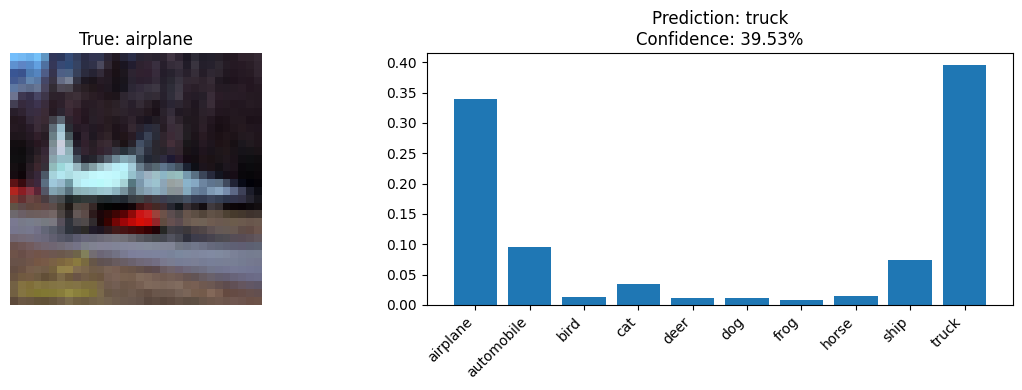 True: airplane
Prediction: truck
Confidence: 39.53%
0.40
0.35
0.30
0.25
0.20
0.15
0.10
0.05
0.00
airplane
automobile
bird
cat
deer
dog
frog
horse
ship
truck